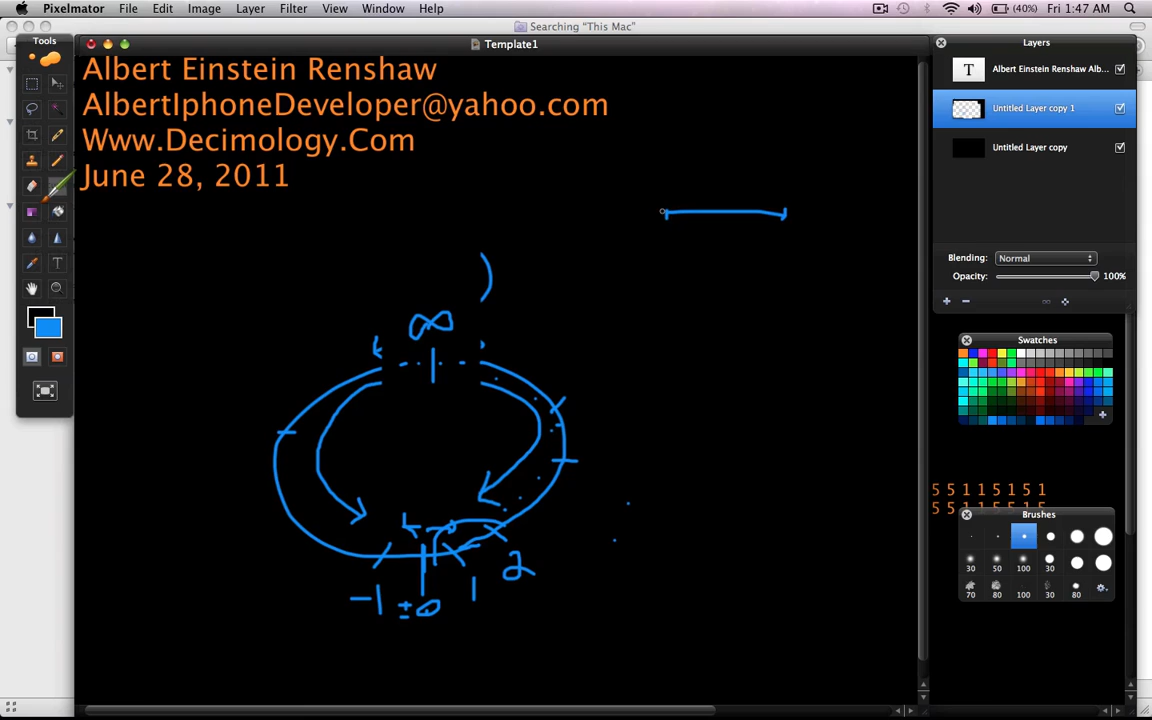 Pixelmator File Edit Image Layer Filter View Window Help (40%) Fri 1:47 AM
Searching "This Mac"
Tools
Template1
Layers
Albert Einstein Renshaw
AlbertIphoneDeveloper@yahoo.com
Www.Decimology.Com
June 28, 2011
Albert Einstein Renshaw Alb...
Untitled Layer copy 1
Untitled Layer copy
Blending: Normal
Opacity: 100%
Swatches
∞
-1 ±0 1 2
5 5 1 1 5 1 5 1
Brushes
30 50 100 30
70 80 100 30 80